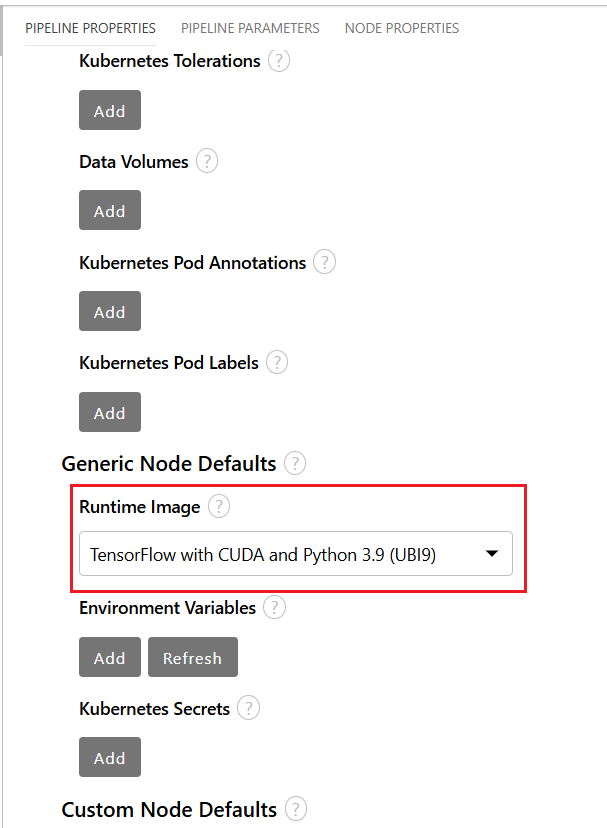 PIPELINE PROPERTIES PIPELINE PARAMETERS NODE PROPERTIES
Kubernetes Tolerations ?
Add
Data Volumes ?
Add
Kubernetes Pod Annotations ?
Add
Kubernetes Pod Labels ?
Add
Generic Node Defaults ?
Runtime Image ?
TensorFlow with CUDA and Python 3.9 (UBI9)
Environment Variables ?
Add Refresh
Kubernetes Secrets ?
Add
Custom Node Defaults ?